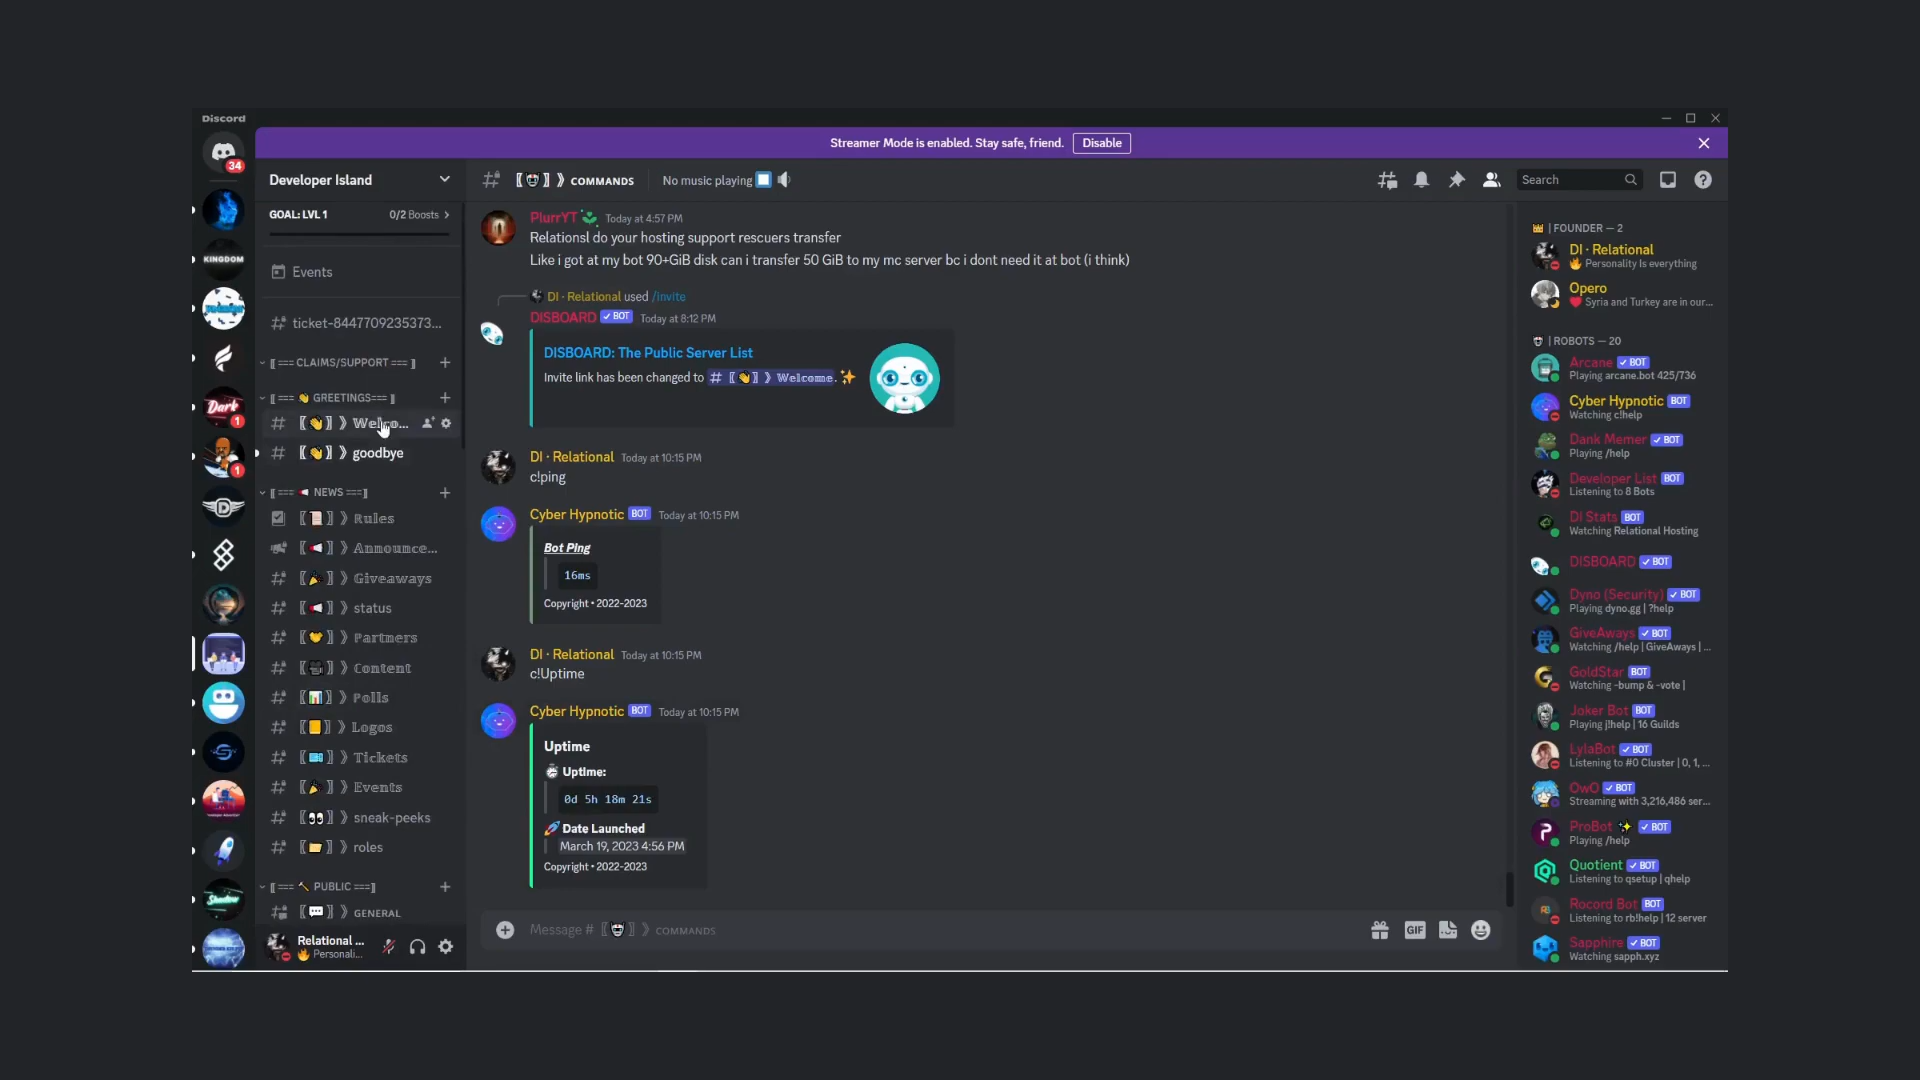 Discord
Streamer Mode is enabled. Stay safe, friend. Disable
34
KINGDOM
Dark
1
1
Shadow
Developer Island
GOAL: LVL 1 0/2 Boosts
Events
ticket-8447709235373...
〚=== CLAIMS/SUPPORT ===〛
〚=== 👋 GREETINGS===〛
〚👋〛》𝕎𝕖𝕝𝕔𝕠...
〚👋〛》goodbye
〚=== 📢 NEWS ===〛
〚📜〛》ℝ𝕦𝕝𝕖𝕤
〚📢〛》𝔸𝕟𝕟𝕠𝕦𝕟𝕔𝕖...
〚🎉〛》𝔾𝕚𝕧𝕖𝕒𝕨𝕒𝕪𝕤
〚📢〛》status
〚🤝〛》ℙ𝕒𝕣𝕥𝕟𝕖𝕣𝕤
〚🎥〛》ℂ𝕠𝕟𝕥𝕖𝕟𝕥
〚📊〛》ℙ𝕠𝕝𝕝𝕤
〚📒〛》𝕃𝕠𝕘𝕠𝕤
〚🎫〛》𝕋𝕚𝕔𝕜𝕖𝕥𝕤
〚🎉〛》𝔼𝕧𝕖𝕟𝕥𝕤
〚👀〛》sneak-peeks
〚📁〛》roles
〚=== 🔨 PUBLIC ===〛
〚💬〛》ɢᴇɴᴇʀᴀʟ
Relational ...
🔥 Personali...
〚🤖〛》ᴄᴏᴍᴍᴀɴᴅs No music playing ⏹ 🔈
Search
PlurrYT Today at 4:57 PM
Relationsl do your hosting support rescuers transfer
Like i got at my bot 90+GiB disk can i transfer 50 GiB to my mc server bc i dont need it at bot (i think)
DI · Relational used /invite
DISBOARD ✓ BOT Today at 8:12 PM
DISBOARD: The Public Server List
Invite link has been changed to # 〚👋〛》𝕎𝕖𝕝𝕔𝕠𝕞𝕖. ✨
DI · Relational Today at 10:15 PM
c!ping
Cyber Hypnotic BOT Today at 10:15 PM
Bot Ping
16ms
Copyright • 2022-2023
DI · Relational Today at 10:15 PM
c!Uptime
Cyber Hypnotic BOT Today at 10:15 PM
Uptime
⏱ Uptime:
0d 5h 18m 21s
🚀 Date Launched
March 19, 2023 4:56 PM
Copyright • 2022-2023
Message # 〚🤖〛》ᴄᴏᴍᴍᴀɴᴅs
GIF
👑 | FOUNDER — 2
DI · Relational
🔥 Personality Is everything
Opero
❤️ Syria and Turkey are in our...
🤖 | ROBOTS — 20
Arcane ✓ BOT
Playing arcane.bot 425/736
Cyber Hypnotic BOT
Watching c!help
Dank Memer ✓ BOT
Playing /help
Developer List BOT
Listening to 8 Bots
DI Stats BOT
Watching Relational Hosting
DISBOARD ✓ BOT
Dyno (Security) ✓ BOT
Playing dyno.gg | ?help
GiveAways ✓ BOT
Watching /help | GiveAways | ...
GoldStar BOT
Watching -bump & -vote |
Joker Bot BOT
Playing j!help | 16 Guilds
LylaBot ✓ BOT
Listening to #0 Cluster | 0, 1, ...
OwO ✓ BOT
Streaming with 3,216,486 ser...
ProBot ✨ ✓ BOT
Playing /help
Quotient ✓ BOT
Listening to qsetup | qhelp
Rocord Bot BOT
Listening to rb!help | 12 server
Sapphire ✓ BOT
Watching sapph.xyz